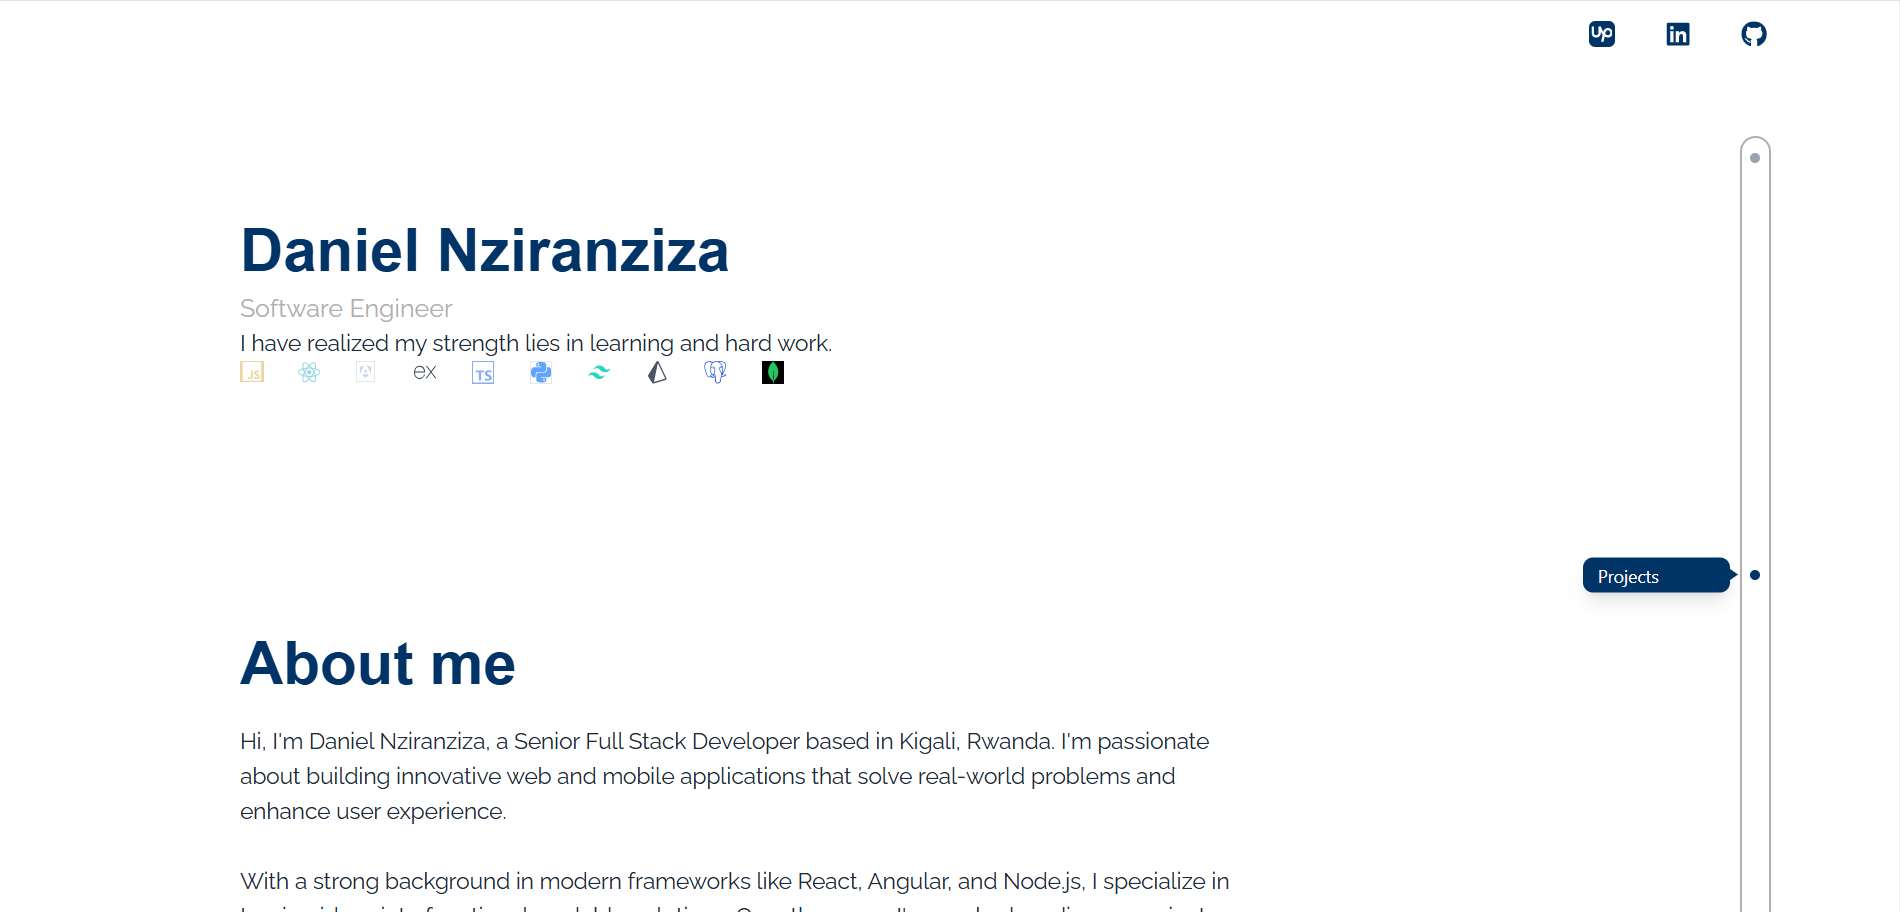 Up
in
Daniel Nziranziza
Software Engineer
I have realized my strength lies in learning and hard work.
JS
ex
TS
Projects
About me
Hi, I'm Daniel Nziranziza, a Senior Full Stack Developer based in Kigali, Rwanda. I'm passionate
about building innovative web and mobile applications that solve real-world problems and
enhance user experience.
With a strong background in modern frameworks like React, Angular, and Node.js, I specialize in